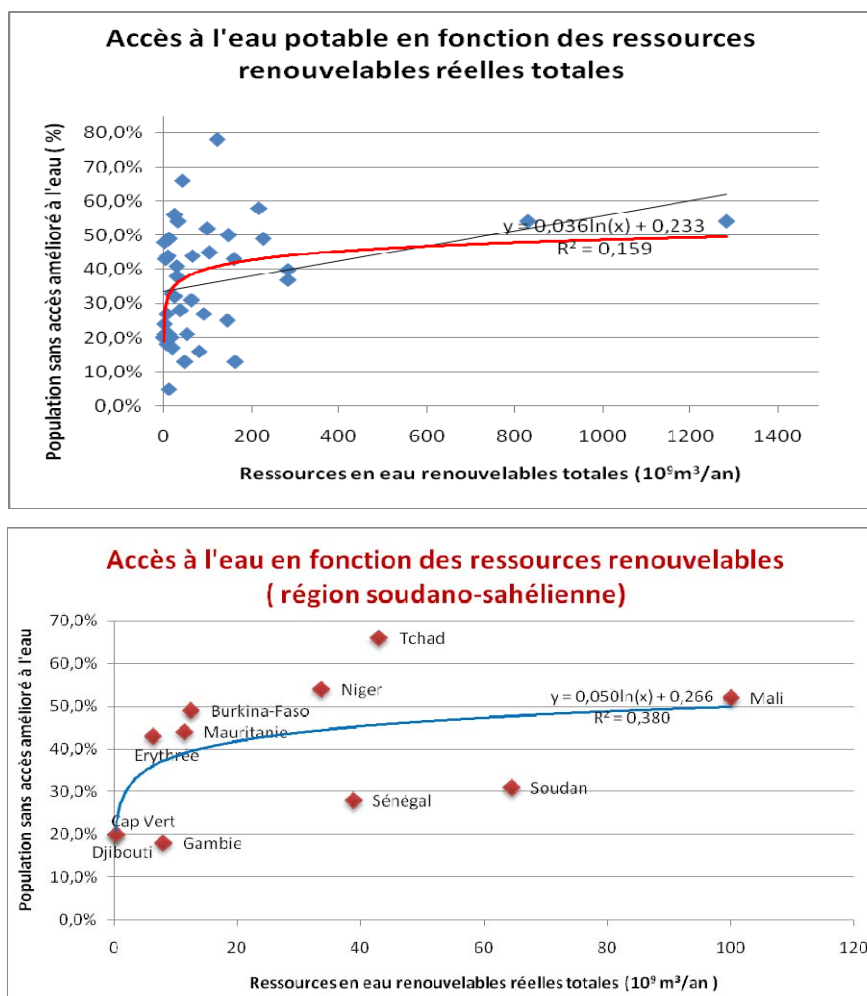 Accès à l'eau potable en fonction des ressources
renouvelables réelles totales
Population sans accès amélioré à l'eau ( %)
80,0%
70,0%
60,0%
50,0%
40,0%
30,0%
20,0%
10,0%
0,0%
y = 0,036ln(x) + 0,233
R² = 0,159
0 200 400 600 800 1000 1200 1400
Ressources en eau renouvelables totales (10⁹m³/an)
Accès à l'eau en fonction des ressources renouvelables
( région soudano-sahélienne)
Population sans accès amélioré à l'eau
70,0%
60,0%
50,0%
40,0%
30,0%
20,0%
10,0%
0,0%
Tchad
Niger
y = 0,050ln(x) + 0,266
R² = 0,380
Mali
Burkina-Faso
Mauritanie
Erythrée
Sénégal
Soudan
Cap Vert
Djibouti
Gambie
0 20 40 60 80 100 120
Ressources en eau renouvelables réelles totales (10⁹ m³/an )